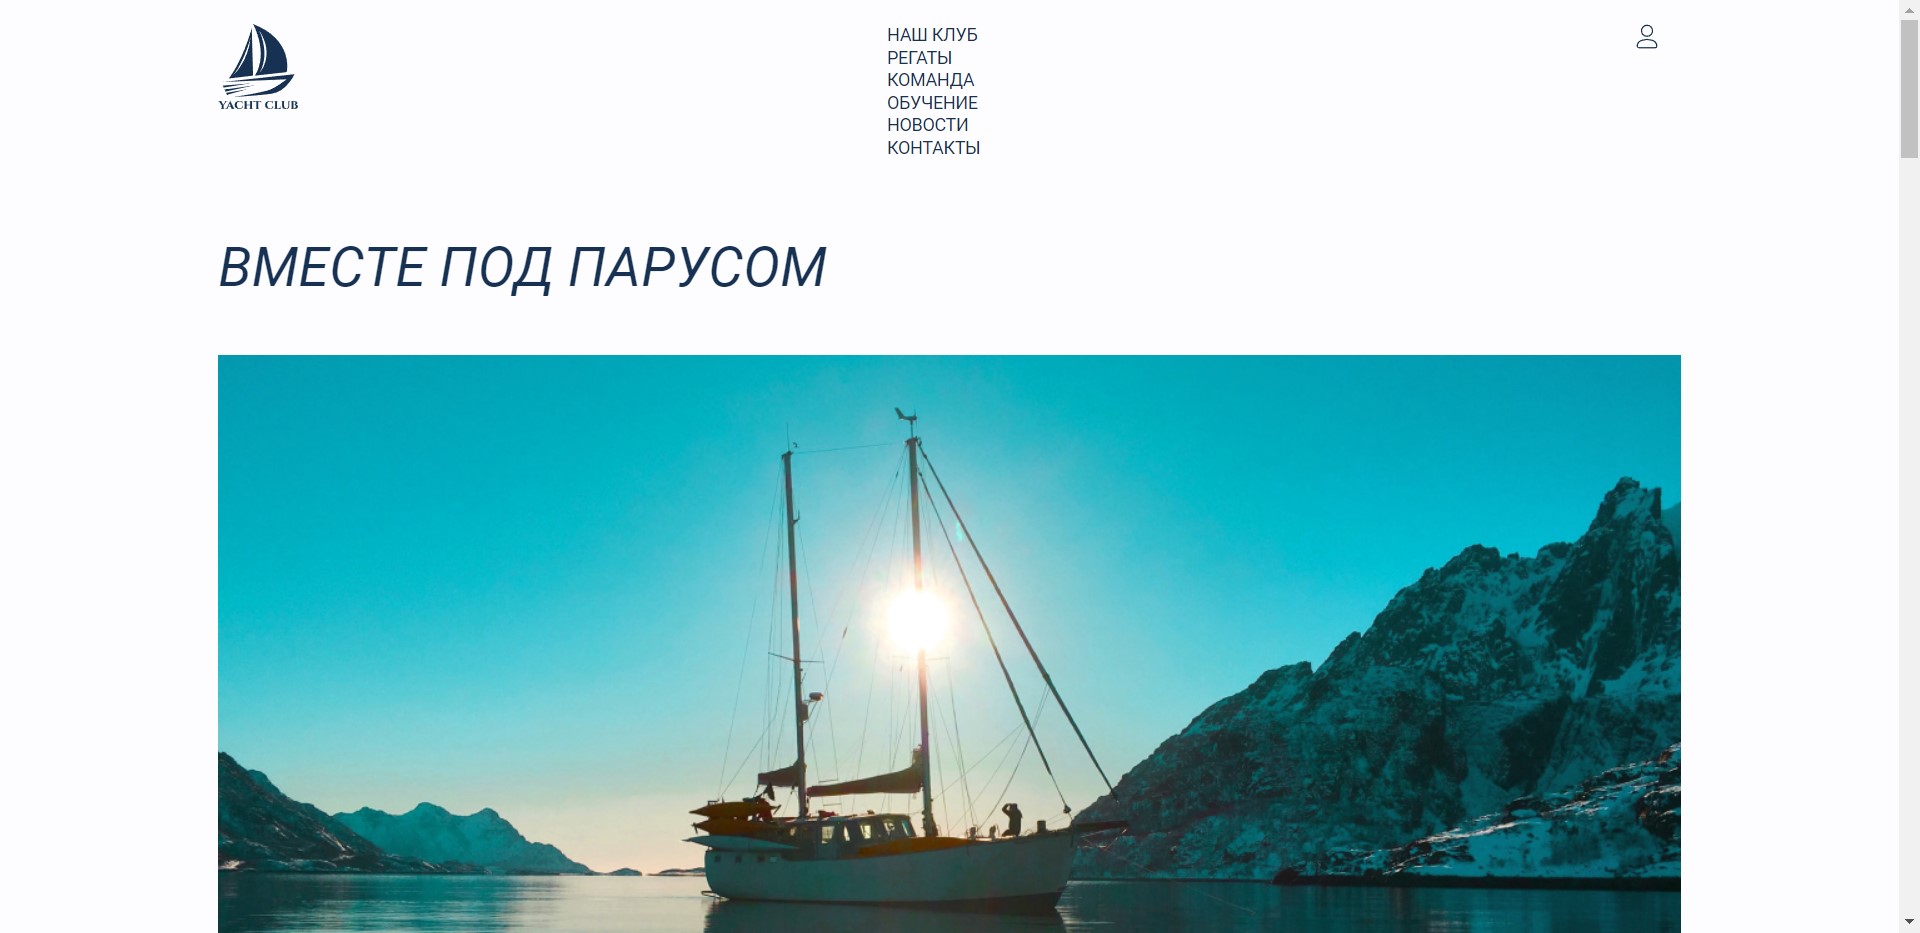 YACHT CLUB
НАШ КЛУБ
РЕГАТЫ
КОМАНДА
ОБУЧЕНИЕ
НОВОСТИ
КОНТАКТЫ
ВМЕСТЕ ПОД ПАРУСОМ